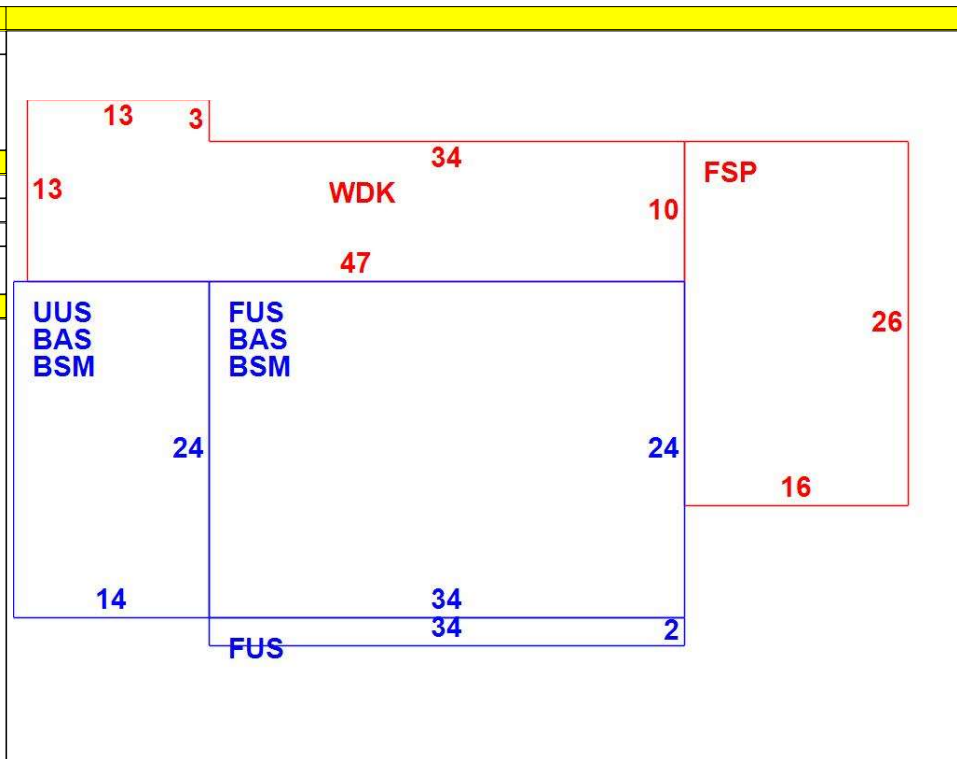 13 3
34
FSP
13 WDK
10
47
UUS FUS
BAS BAS
BSM BSM
26
24 24
16
14 34
34 2
FUS